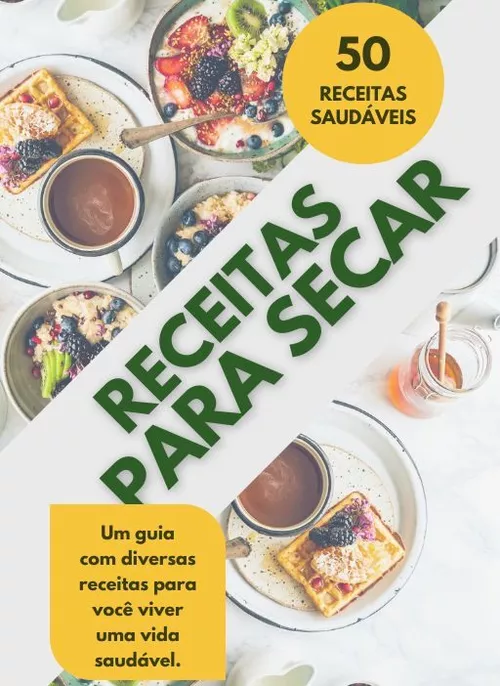 50
RECEITAS
SAUDÁVEIS
RECEITAS
PARA SECAR
Um guia
com diversas
receitas para
você viver
uma vida
saudável.